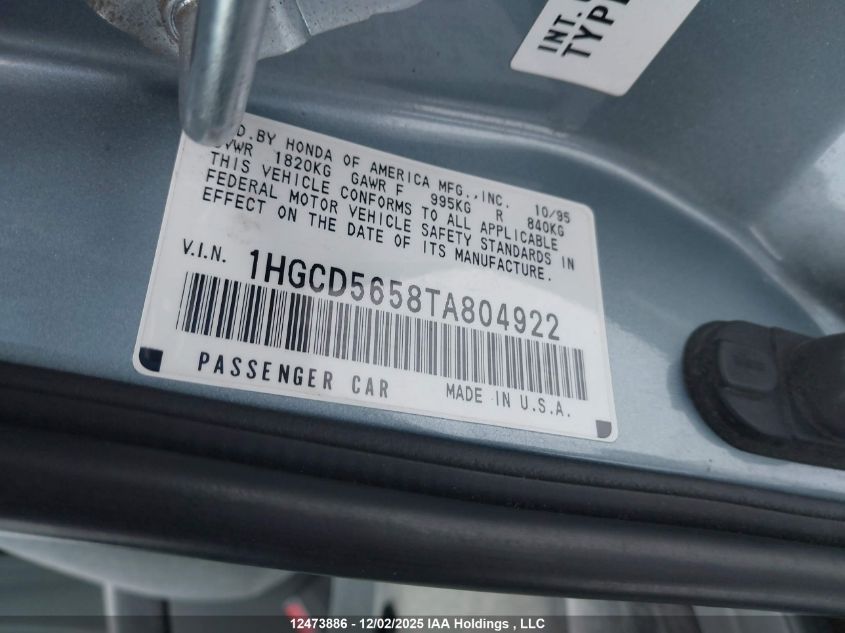 INT.
TYPE
D.BY HONDA OF AMERICA MFG.,INC. 10/95
GVWR 1820KG GAWR F 995KG R 840KG
THIS VEHICLE CONFORMS TO ALL APPLICABLE
FEDERAL MOTOR VEHICLE SAFETY STANDARDS IN
EFFECT ON THE DATE OF ITS MANUFACTURE.
V.I.N. 1HGCD5658TA804922
PASSENGER CAR MADE IN U.S.A.
12473886 - 12/02/2025 IAA Holdings , LLC